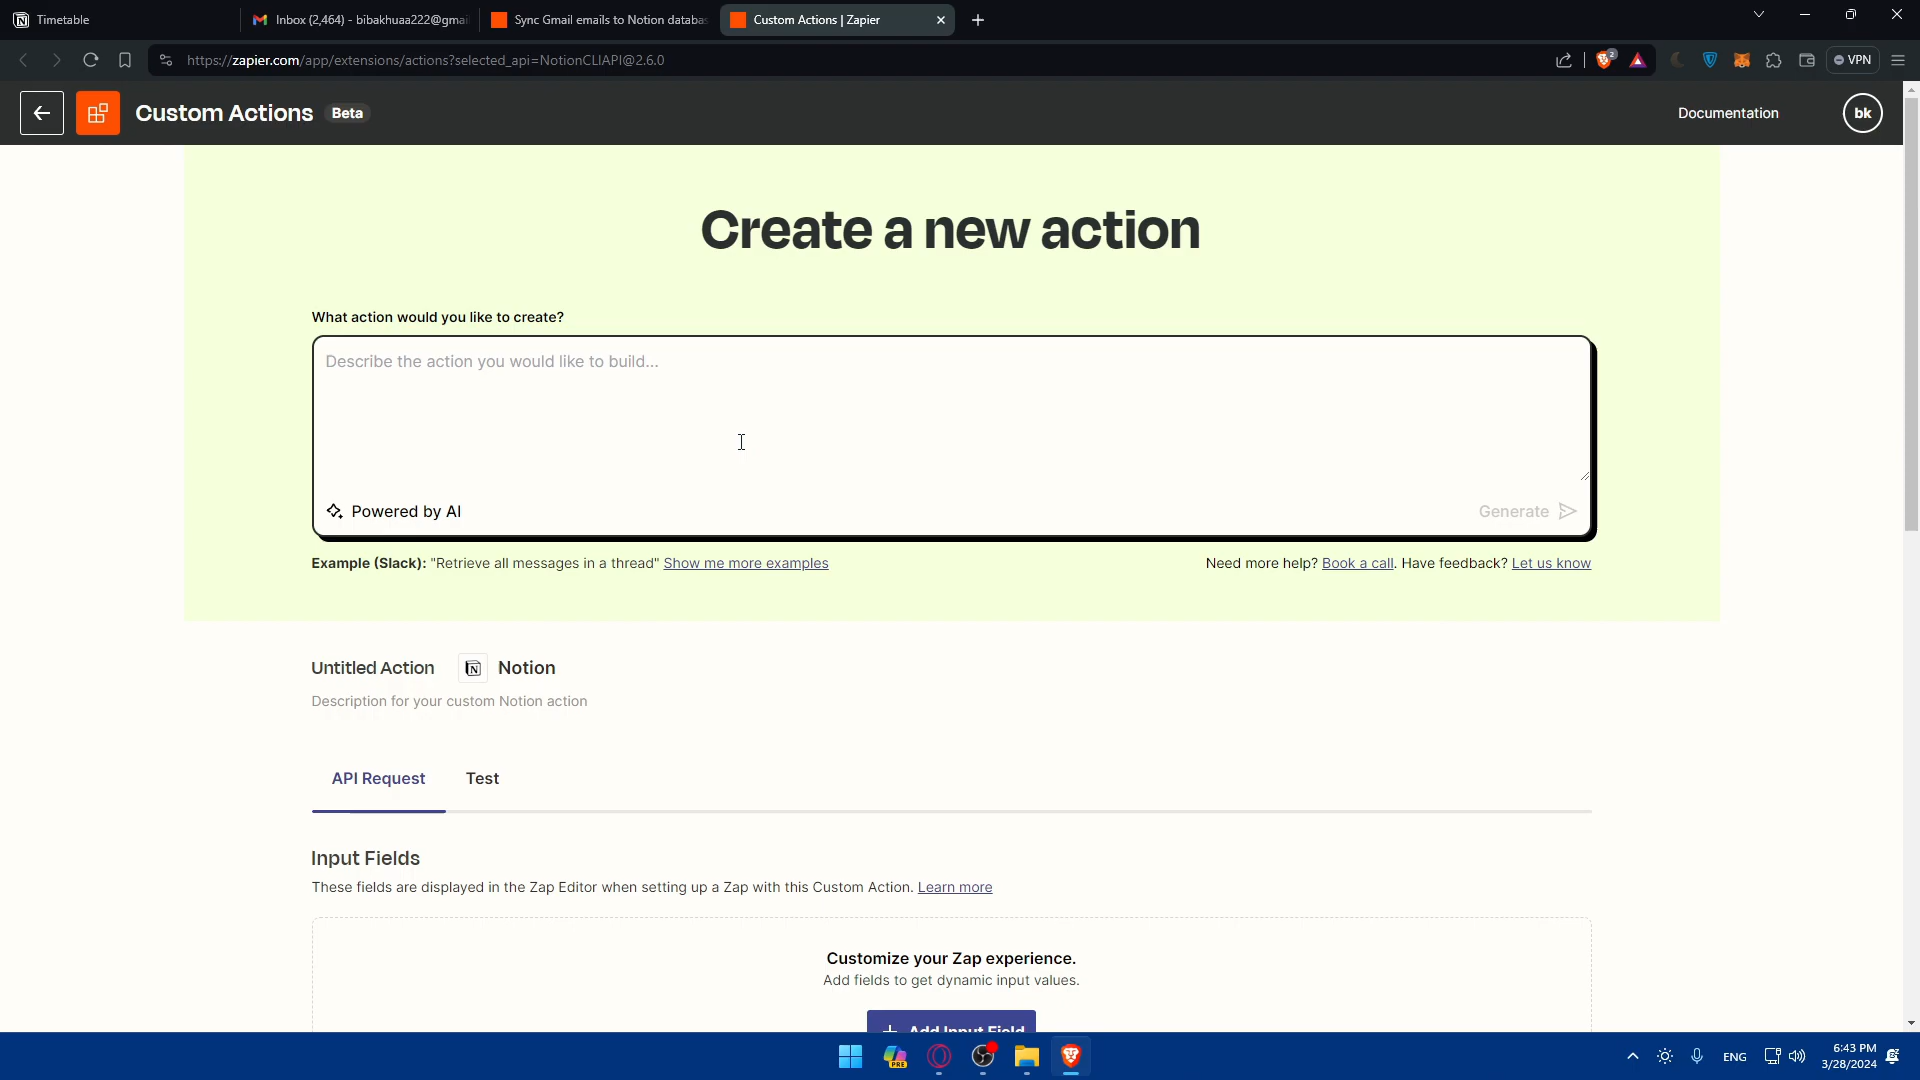 Timetable
Inbox (2,464) - bibakhuaa222@gmai
Sync Gmail emails to Notion databas
Custom Actions | Zapier
https://zapier.com/app/extensions/actions?selected_api=NotionCLIAPI@2.6.0
2
VPN
Custom Actions Beta
Documentation
bk
Create a new action
What action would you like to create?
Describe the action you would like to build...
Powered by AI
Generate
Example (Slack): "Retrieve all messages in a thread" Show me more examples
Need more help? Book a call. Have feedback? Let us know
Untitled Action Notion
Description for your custom Notion action
API Request Test
Input Fields
These fields are displayed in the Zap Editor when setting up a Zap with this Custom Action. Learn more
Customize your Zap experience.
Add fields to get dynamic input values.
+ Add Input Field
PRE
ENG
6:43 PM
3/28/2024